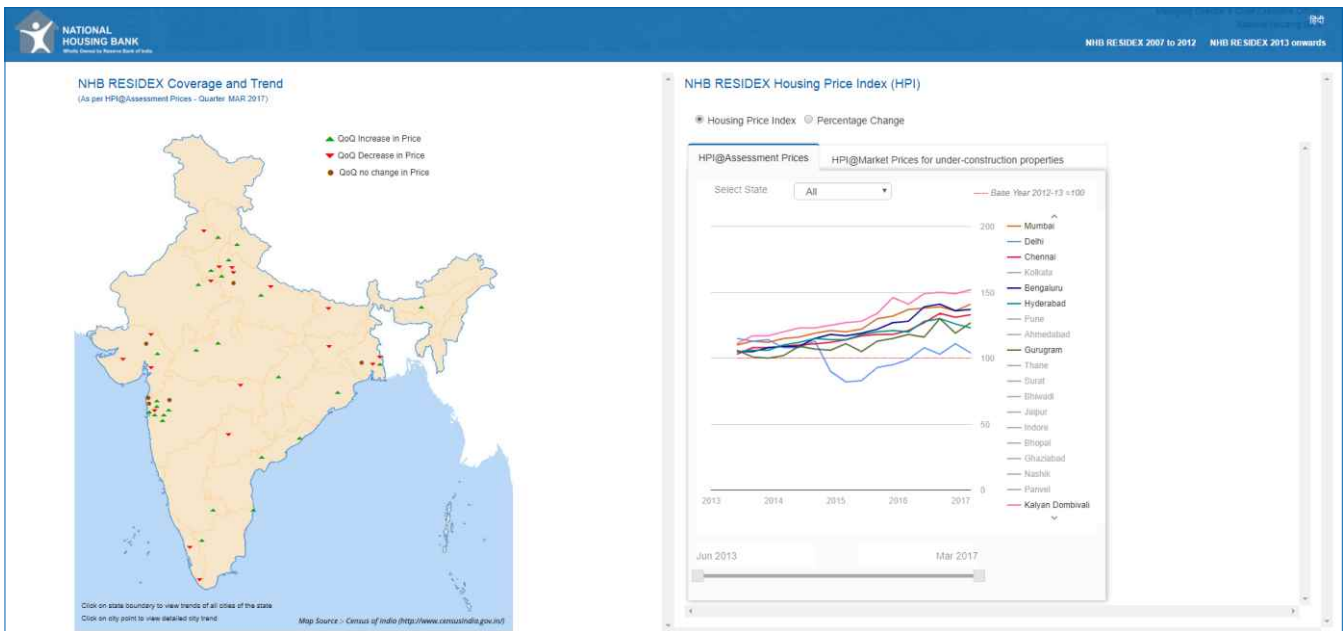 NATIONAL
HOUSING BANK
Wholly Owned by Reserve Bank of India
हिन्दी
NHB RESIDEX 2007 to 2012 NHB RESIDEX 2013 onwards
NHB RESIDEX Coverage and Trend
(As per HPI@Assessment Prices - Quarter MAR 2017)
QoQ Increase in Price
QoQ Decrease in Price
QoQ no change in Price
Click on state boundary to view trends of all cities of the state
Click on city point to view detailed city trend
Map Source :- Census of India (http://www.censusindia.gov.in/)
NHB RESIDEX Housing Price Index (HPI)
Housing Price Index Percentage Change
HPI@Assessment Prices HPI@Market Prices for under-construction properties
Select State All
Base Year 2012-13 =100
200
150
100
50
0
2013 2014 2015 2016 2017
Mumbai
Delhi
Chennai
Kolkata
Bengaluru
Hyderabad
Pune
Ahmedabad
Gurugram
Thane
Surat
Bhiwadi
Jaipur
Indore
Bhopal
Ghaziabad
Nashik
Panvel
Kalyan Dombivali
Jun 2013 Mar 2017